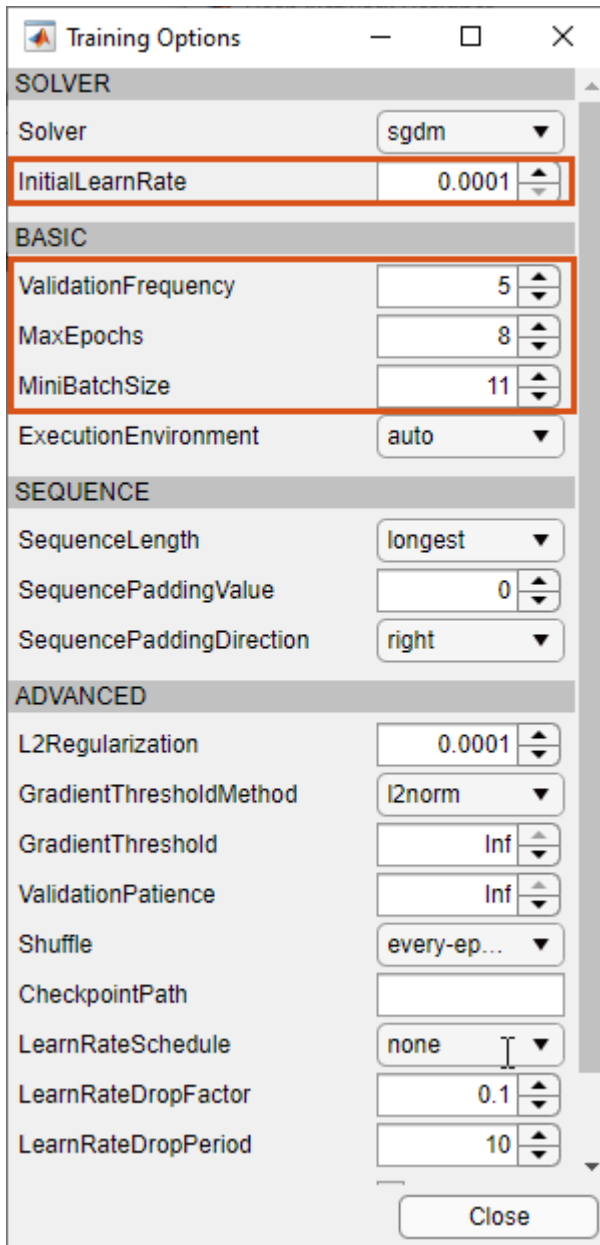 Training Options
SOLVER
Solver sgdm
InitialLearnRate 0.0001
BASIC
ValidationFrequency 5
MaxEpochs 8
MiniBatchSize 11
ExecutionEnvironment auto
SEQUENCE
SequenceLength longest
SequencePaddingValue 0
SequencePaddingDirection right
ADVANCED
L2Regularization 0.0001
GradientThresholdMethod l2norm
GradientThreshold Inf
ValidationPatience Inf
Shuffle every-ep...
CheckpointPath
LearnRateSchedule none
LearnRateDropFactor 0.1
LearnRateDropPeriod 10
Close